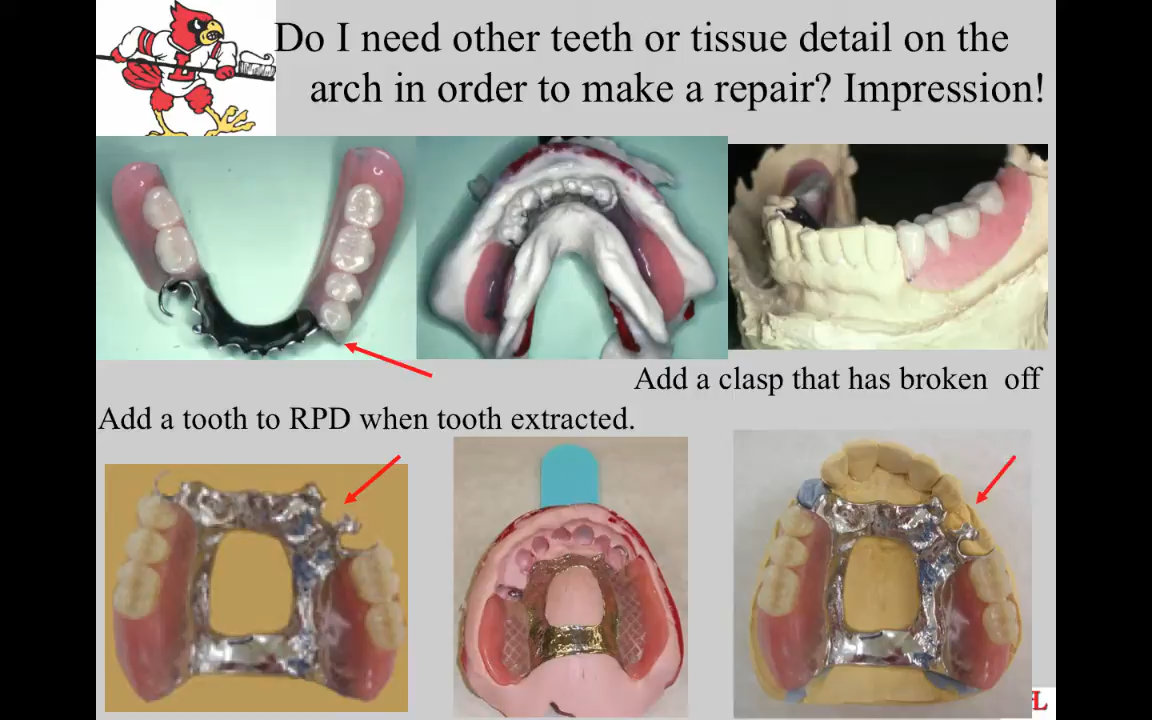 Do I need other teeth or tissue detail on the
arch in order to make a repair? Impression!
Add a clasp that has broken off
Add a tooth to RPD when tooth extracted.
L
L